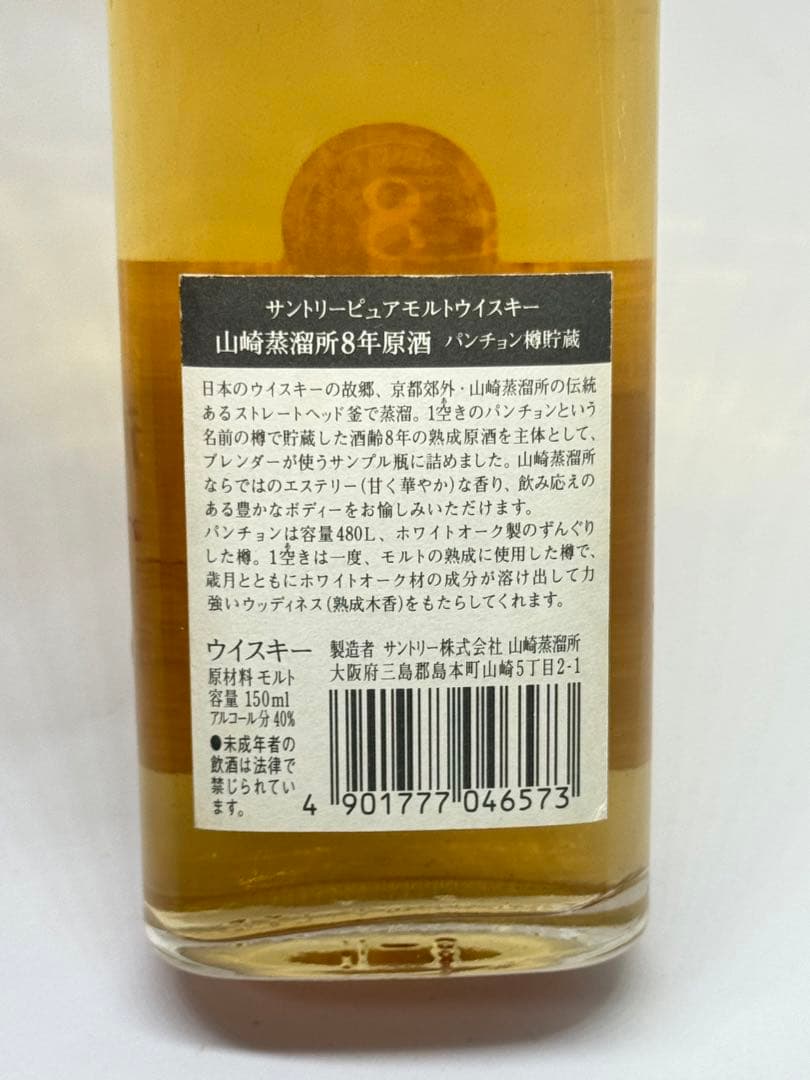 8
サントリーピュアモルトウイスキー
山崎蒸溜所8年原酒 パンチョン樽貯蔵
日本のウイスキーの故郷、京都郊外・山崎蒸溜所の伝統
あるストレートヘッド釜で蒸溜。1空きのパンチョンという
名前の樽で貯蔵した酒齢8年の熟成原酒を主体として、
ブレンダーが使うサンプル瓶に詰めました。山崎蒸溜所
ならではのエステリー(甘く華やか)な香り、飲み応えの
ある豊かなボディーをお愉しみいただけます。
パンチョンは容量480L、ホワイトオーク製のずんぐり
した樽。1空きは一度、モルトの熟成に使用した樽で、
歳月とともにホワイトオーク材の成分が溶け出して力
強いウッディネス(熟成木香)をもたらしてくれます。
ウイスキー
原材料 モルト
容量 150ml
アルコール分 40%
●未成年者の
飲酒は法律で
禁じられてい
ます。
製造者 サントリー株式会社 山崎蒸溜所
大阪府三島郡島本町山崎5丁目2-1
4 901777 046573